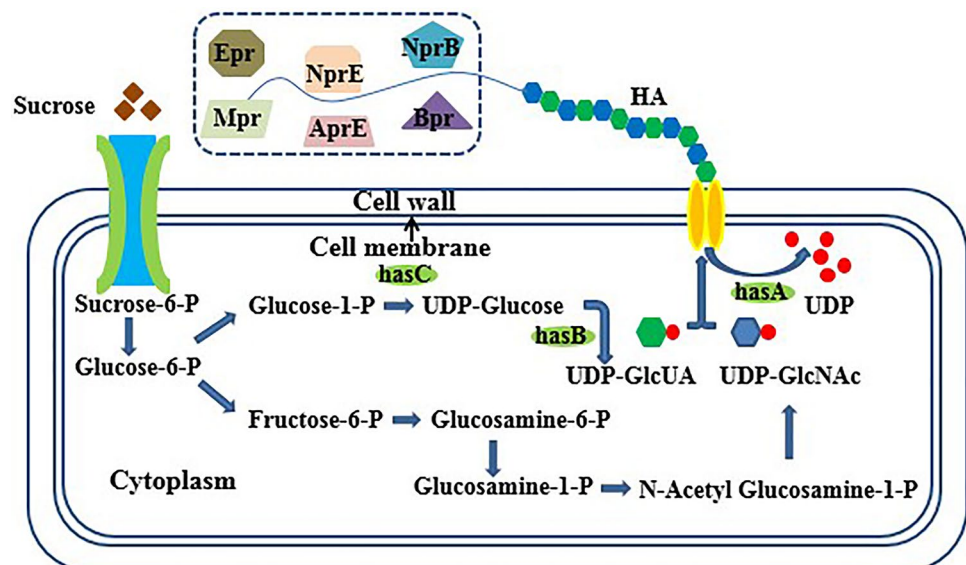 Epr
NprE
NprB
Sucrose
Mpr
AprE
Bpr
HA
Cell wall
Cell membrane
hasC
Sucrose-6-P
Glucose-1-P
UDP-Glucose
hasA
UDP
hasB
Glucose-6-P
UDP-GlcUA
UDP-GlcNAc
Fructose-6-P
Glucosamine-6-P
Cytoplasm
Glucosamine-1-P
N-Acetyl Glucosamine-1-P